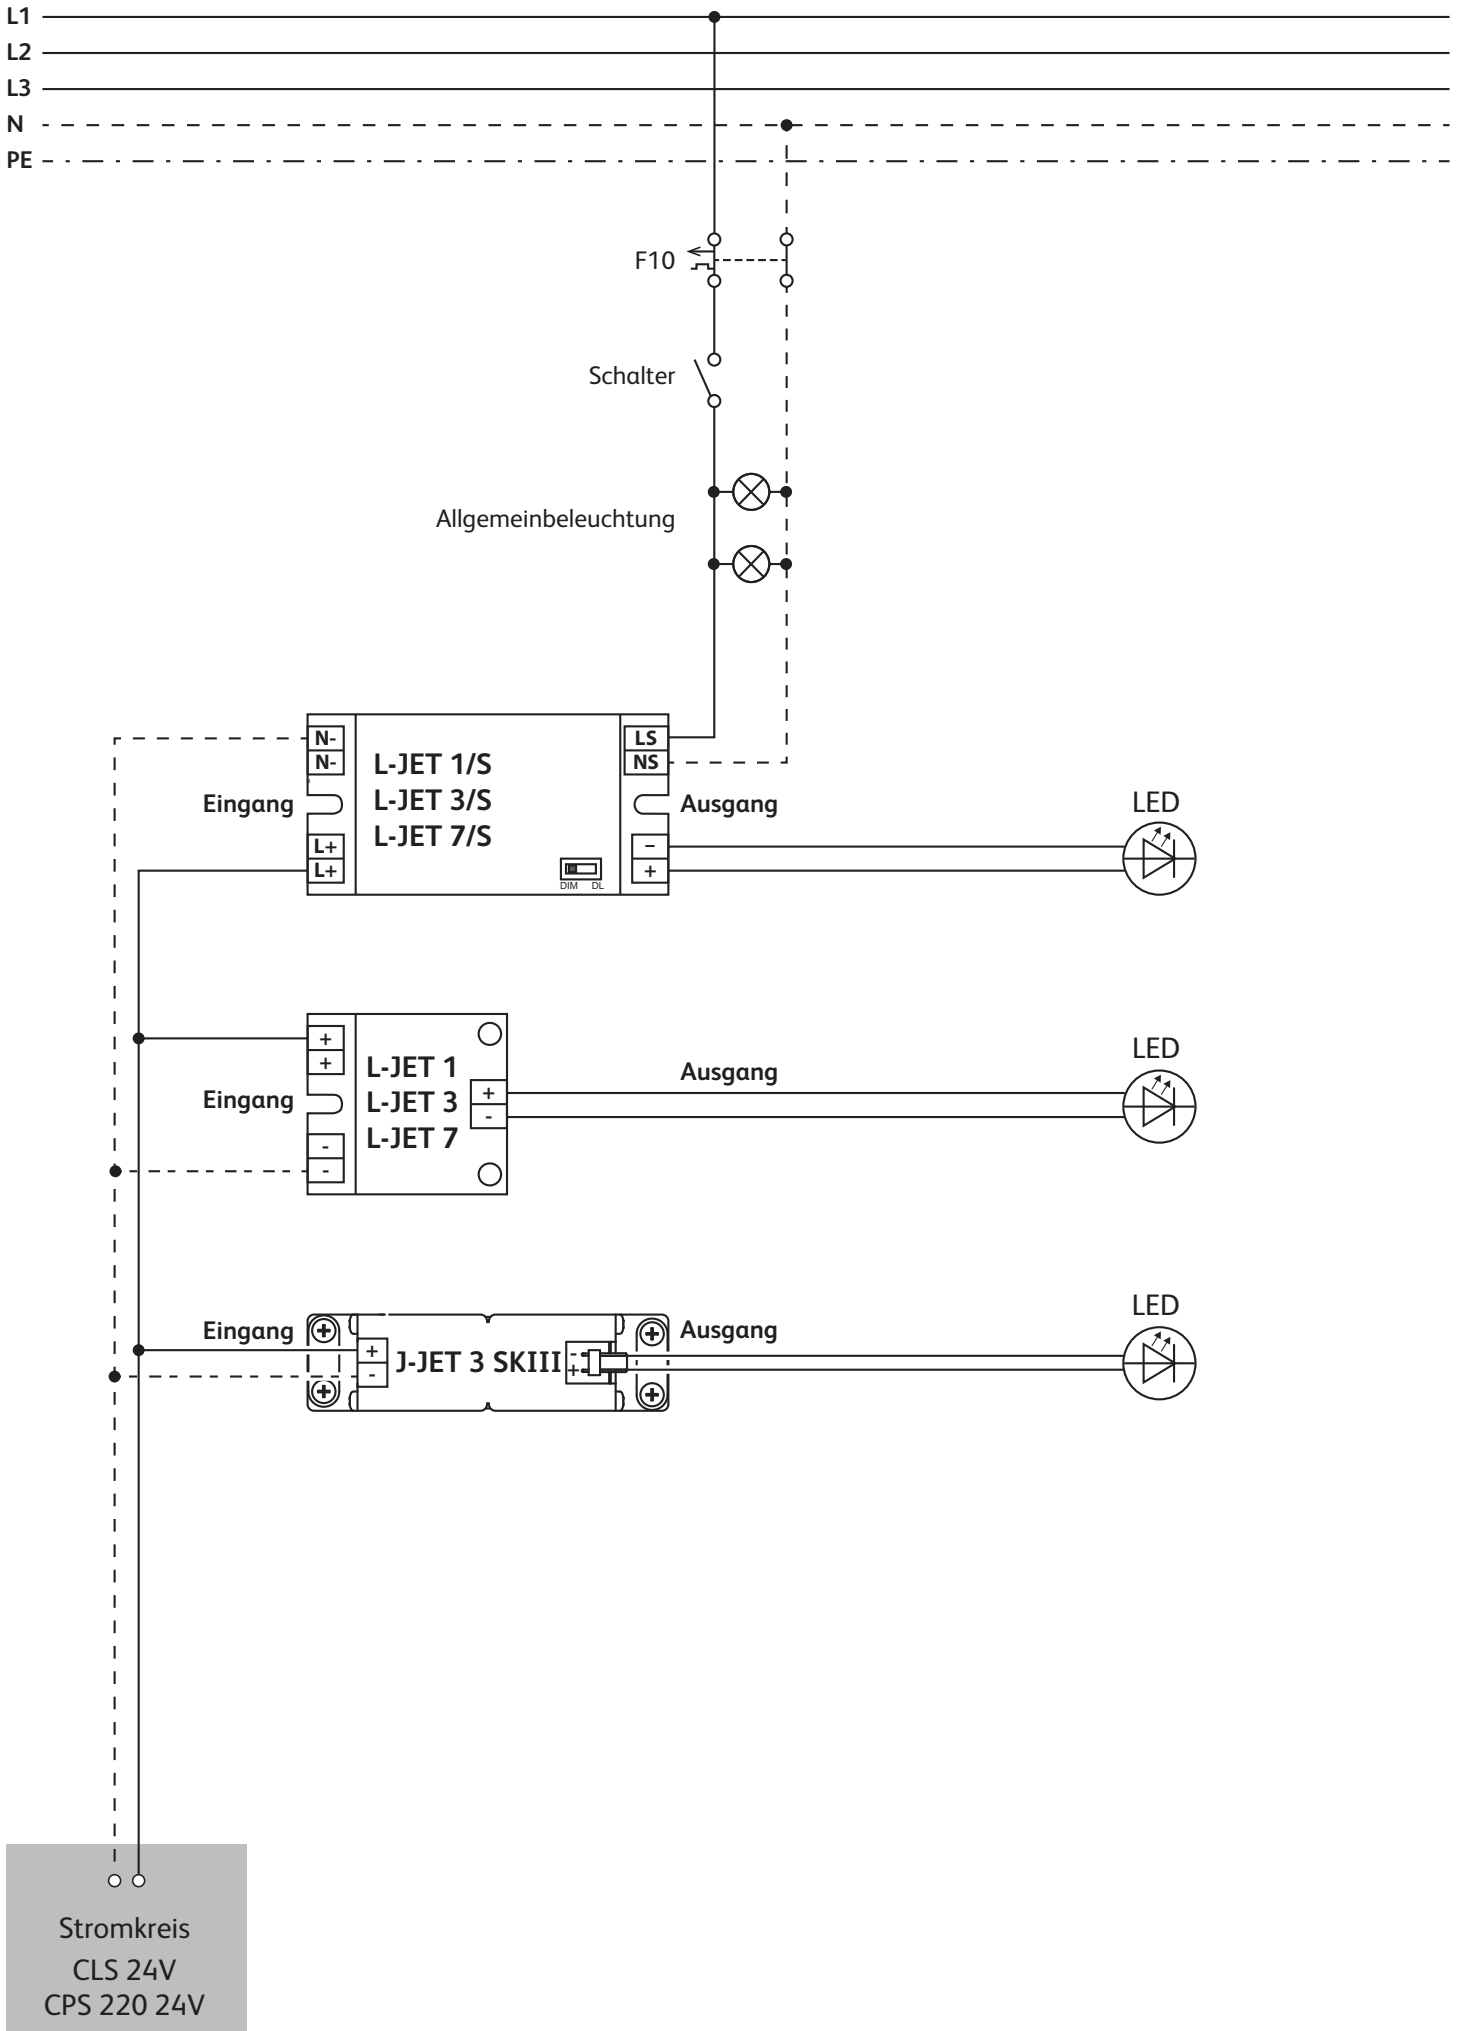 L1
L2
L3
N
PE
F10
Schalter
Allgemeinbeleuchtung
N-
N-
L-JET 1/S
L-JET 3/S
L-JET 7/S
LS
NS
Eingang
Ausgang
LED
L+
L+
DIM DL
–
+
+
+
L-JET 1
L-JET 3
L-JET 7
Eingang
-
-
+
-
Ausgang
LED
Eingang
+
-
J-JET 3 SKIII
-
+
Ausgang
LED
Stromkreis
CLS 24V
CPS 220 24V